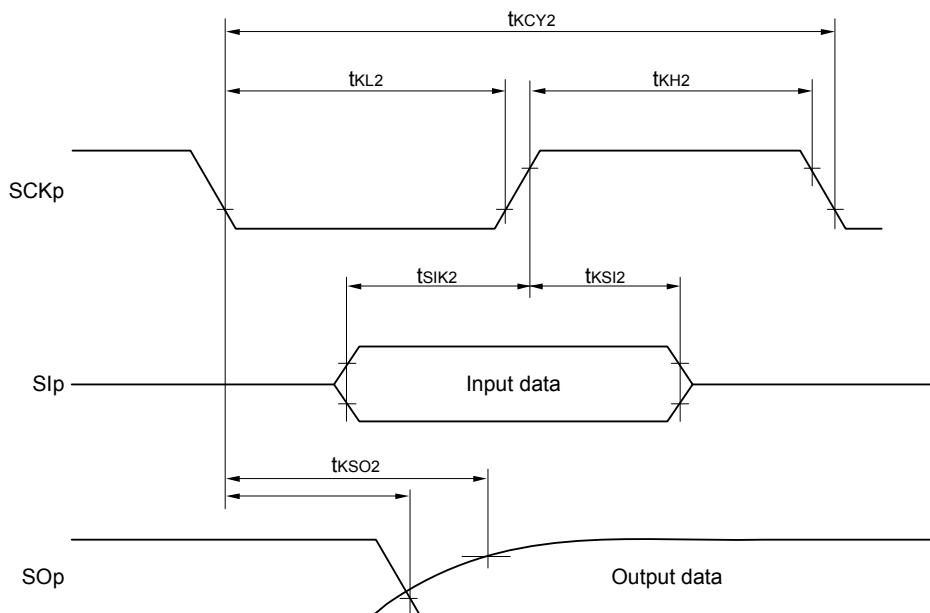 tKCY2
tKL2
tKH2
SCKp
tSIK2
tKSI2
SIp
Input data
tKSO2
SOp
Output data